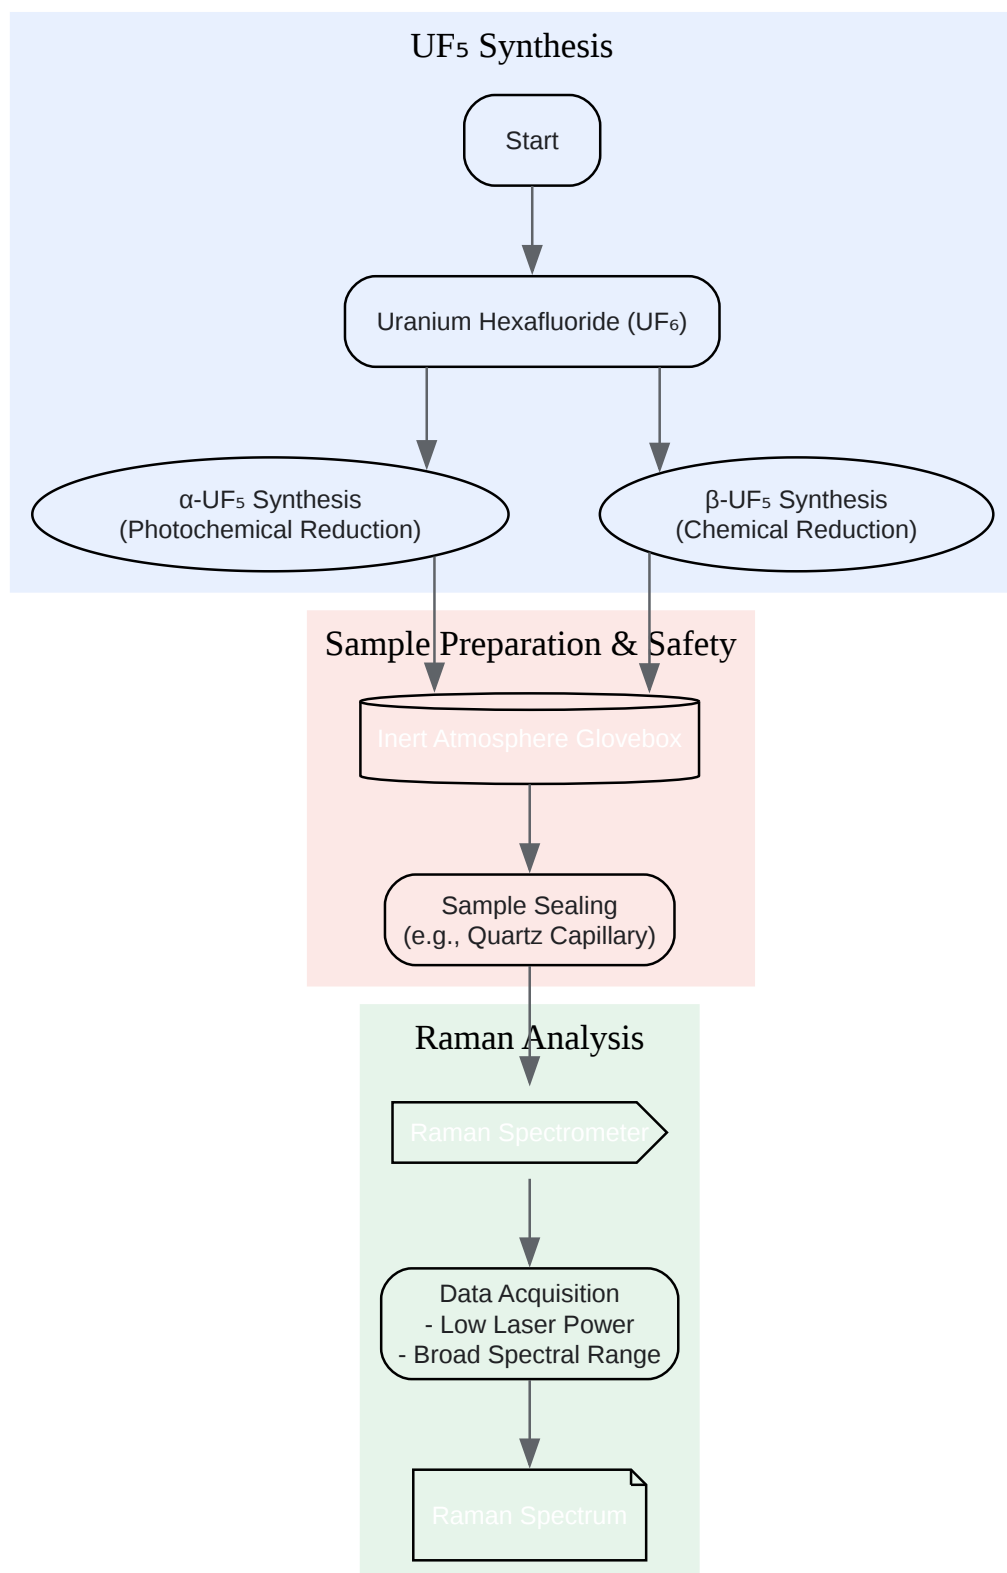 UF₅ Synthesis
Start
Uranium Hexafluoride (UF₆)
α-UF₅ Synthesis
(Photochemical Reduction)
β-UF₅ Synthesis
(Chemical Reduction)
Sample Preparation & Safety
Inert Atmosphere Glovebox
Sample Sealing
(e.g., Quartz Capillary)
Raman Analysis
Raman Spectrometer
Data Acquisition
- Low Laser Power
- Broad Spectral Range
Raman Spectrum